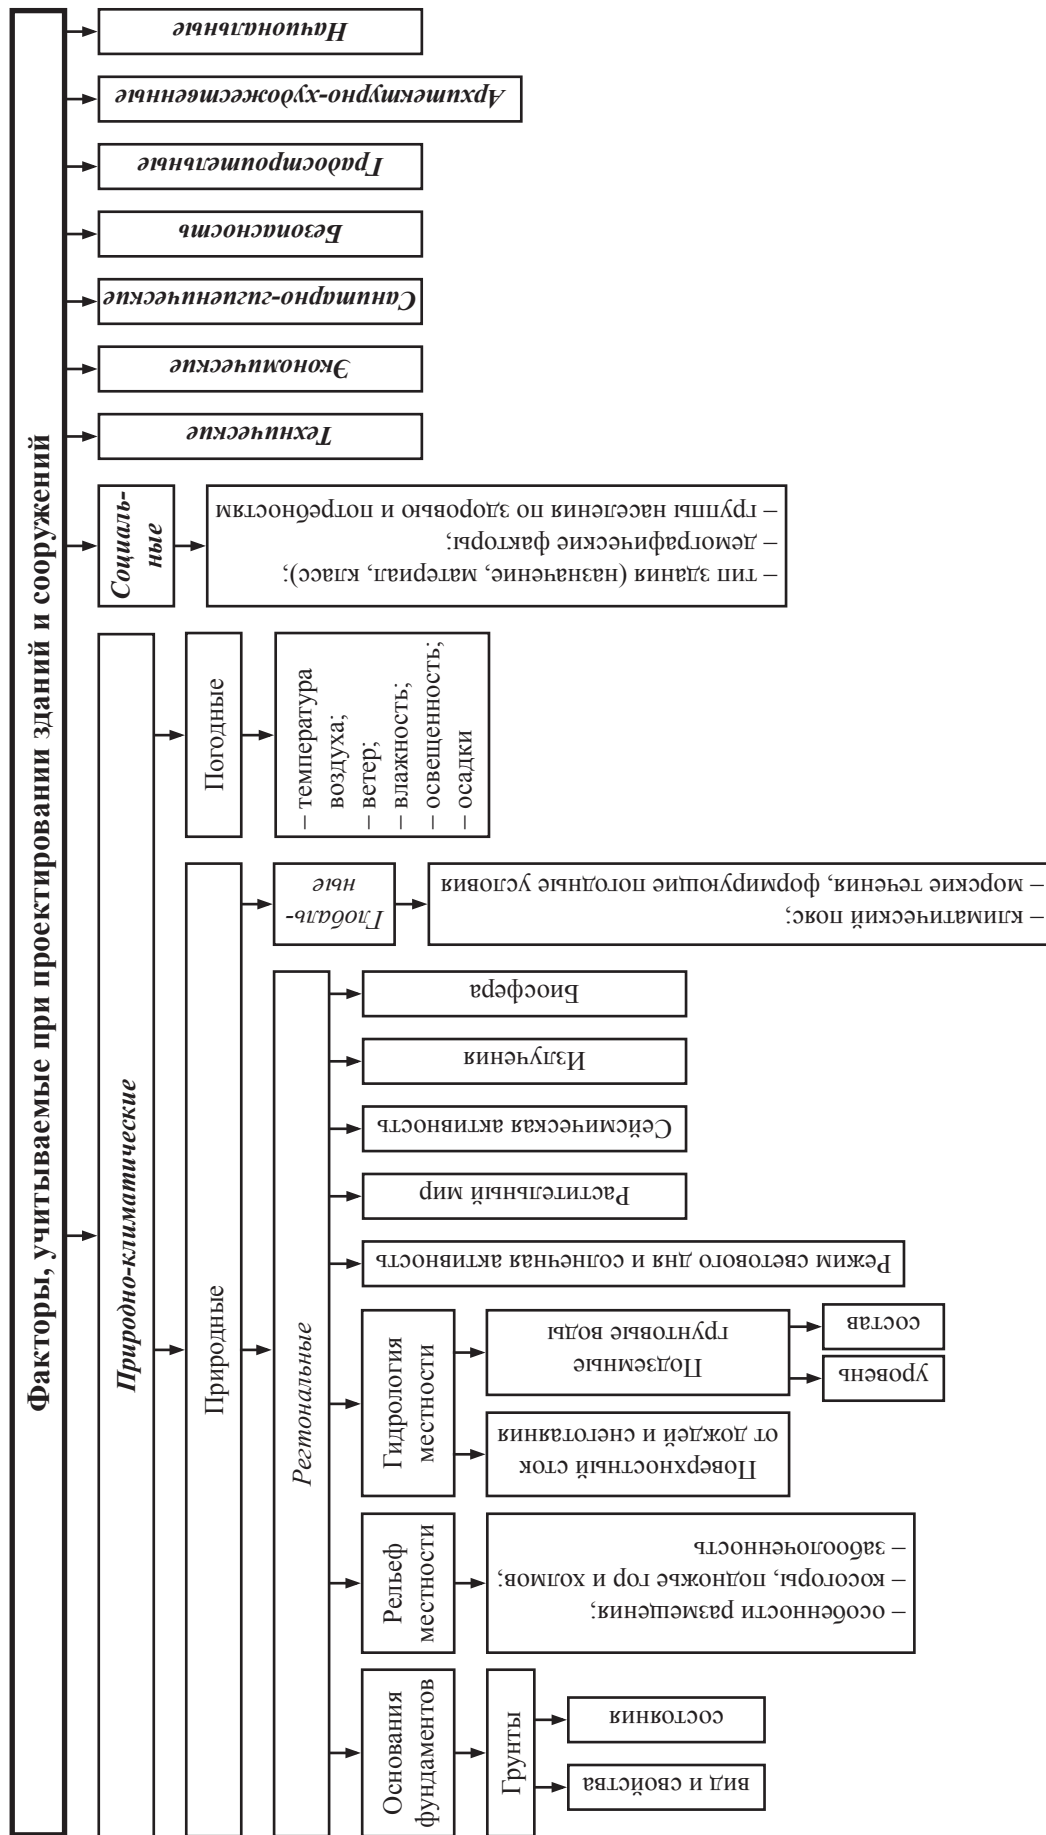 Факторы, учитываемые при проектировании зданий и сооружений
Природно-климатические
Природные
Регтональные
Основания
фундаментов
Грунты
вид и свойства
состояния
Рельеф
местности
– особенности размещения;
– косогоры, подножье гор и холмов;
– забоолоченность
Гидрология
местности
Поверхностный сток
от дождей и снеготаяния
Подземные
грунтовые воды
уровень
состав
Режим светового дня и солнечная активность
Растительный мир
Сейсмическая активность
Излучения
Биосфера
Глобаль-
ные
– климатический пояс;
– морские течения, формирующие погодные условия
Погодные
– температура
воздуха;
– ветер;
– влажность;
– освещенность;
– осадки
Социаль-
ные
– тип здания (назначение, материал, класс);
– демографические факторы;
– группы населения по здоровью и потребностям
Технические
Экономические
Санитарно-гигиенические
Безопасность
Градостроительные
Архитектурно-художественные
Национальные